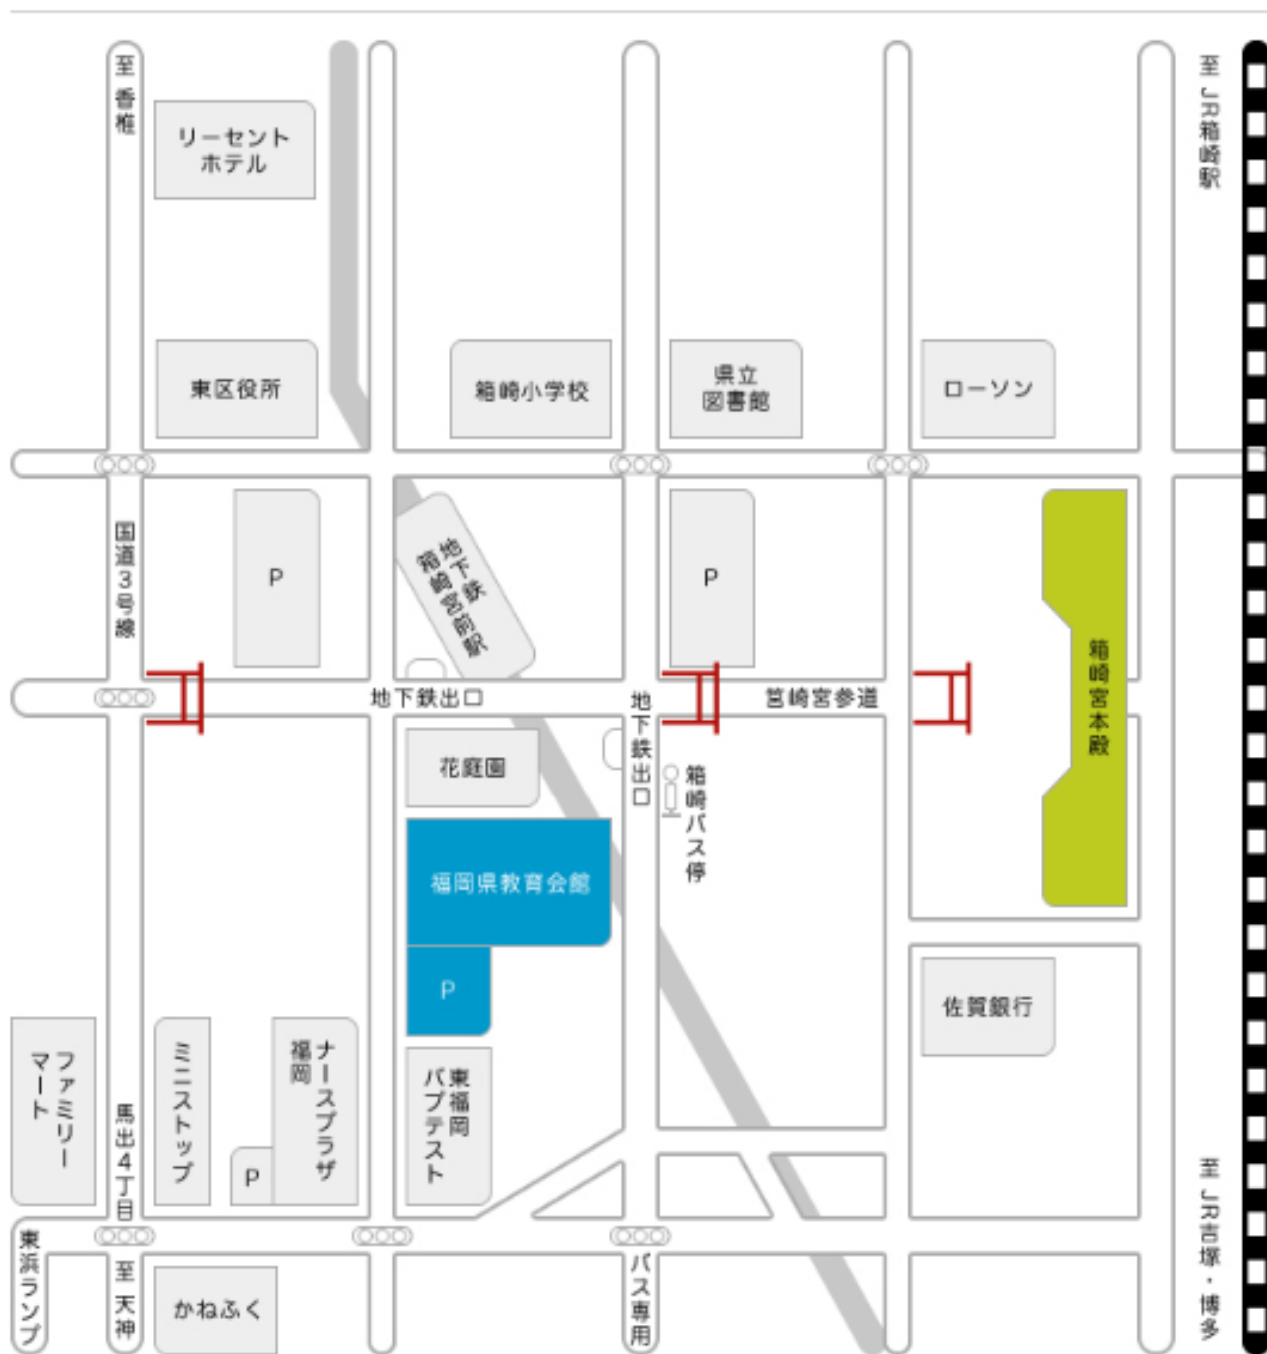 至 香椎
リーセント
ホテル
至 JR箱崎駅
東区役所
箱崎小学校
県立
図書館
ローソン
国道3号線
P
地下鉄
箱崎宮前駅
P
箱崎宮本殿
地下鉄出口
地下鉄出口
筥崎宮参道
花庭園
箱崎バス停
福岡県教育会館
P
佐賀銀行
ファミリー
マート
馬出4丁目
ミニストップ
P
ナースプラザ
福岡
東福岡
バプテスト
至 JR吉塚・博多
東浜ランプ
至 天神
かねふく
バス専用